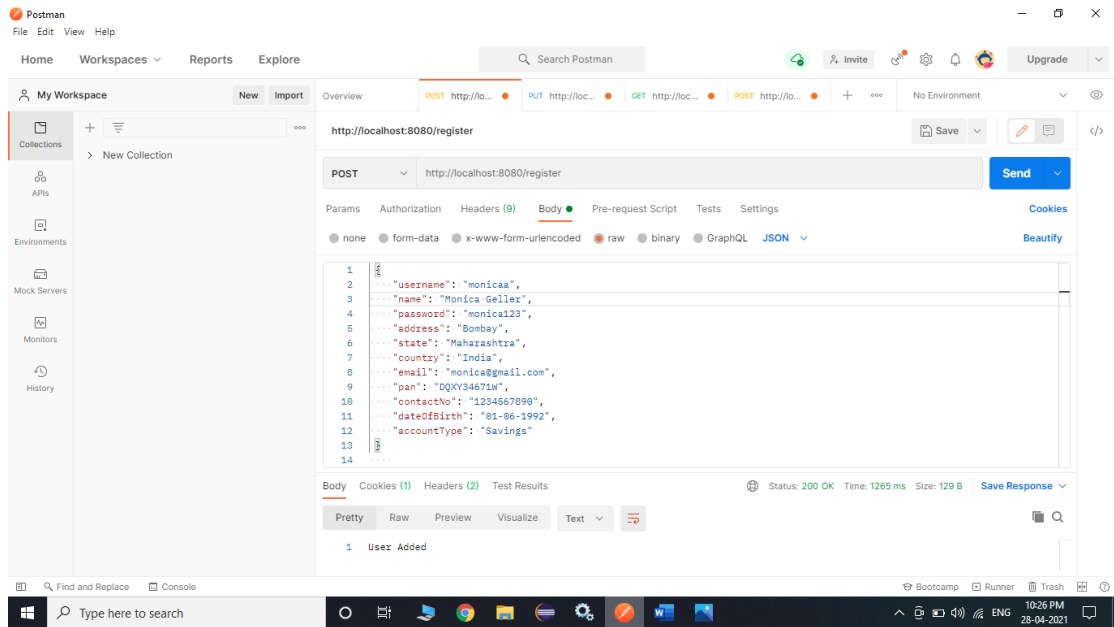 Postman
File Edit View Help
Home Workspaces Reports Explore Search Postman Invite Upgrade
My Workspace New Import Overview POST http://lo... PUT http://loc... GET http://loc... POST http://lo... No Environment
Collections
New Collection
APIs
Environments
Mock Servers
Monitors
History
http://localhost:8080/register Save
POST http://localhost:8080/register Send
Params Authorization Headers (9) Body Pre-request Script Tests Settings Cookies
none form-data x-www-form-urlencoded raw binary GraphQL JSON Beautify
1 {
2 "username": "monicaa",
3 "name": "Monica Geller",
4 "password": "monica123",
5 "address": "Bombay",
6 "state": "Maharashtra",
7 "country": "India",
8 "email": "monica@gmail.com",
9 "pan": "DQXY34671W",
10 "contactNo": "1234567890",
11 "dateOfBirth": "01-06-1992",
12 "accountType": "Savings"
13 }
14
Body Cookies (1) Headers (2) Test Results Status: 200 OK Time: 1265 ms Size: 129 B Save Response
Pretty Raw Preview Visualize Text
1 User Added
Find and Replace Console Bootcamp Runner Trash
Type here to search ENG 10:26 PM
28-04-2021